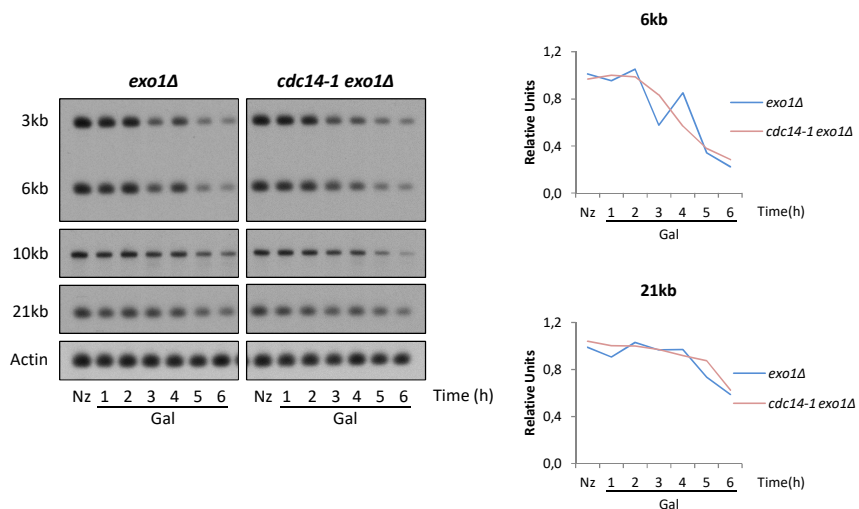 exo1Δ
cdc14-1 exo1Δ
3kb
6kb
10kb
21kb
Actin
Nz 1 2 3 4 5 6
Nz 1 2 3 4 5 6
Time (h)
Gal
Gal
6kb
Relative Units
1,2
0,8
0,4
0,0
Nz 1 2 3 4 5 6
Time(h)
Gal
exo1Δ
cdc14-1 exo1Δ
21kb
Relative Units
1,2
0,8
0,4
0,0
Nz 1 2 3 4 5 6
Time(h)
Gal
exo1Δ
cdc14-1 exo1Δ